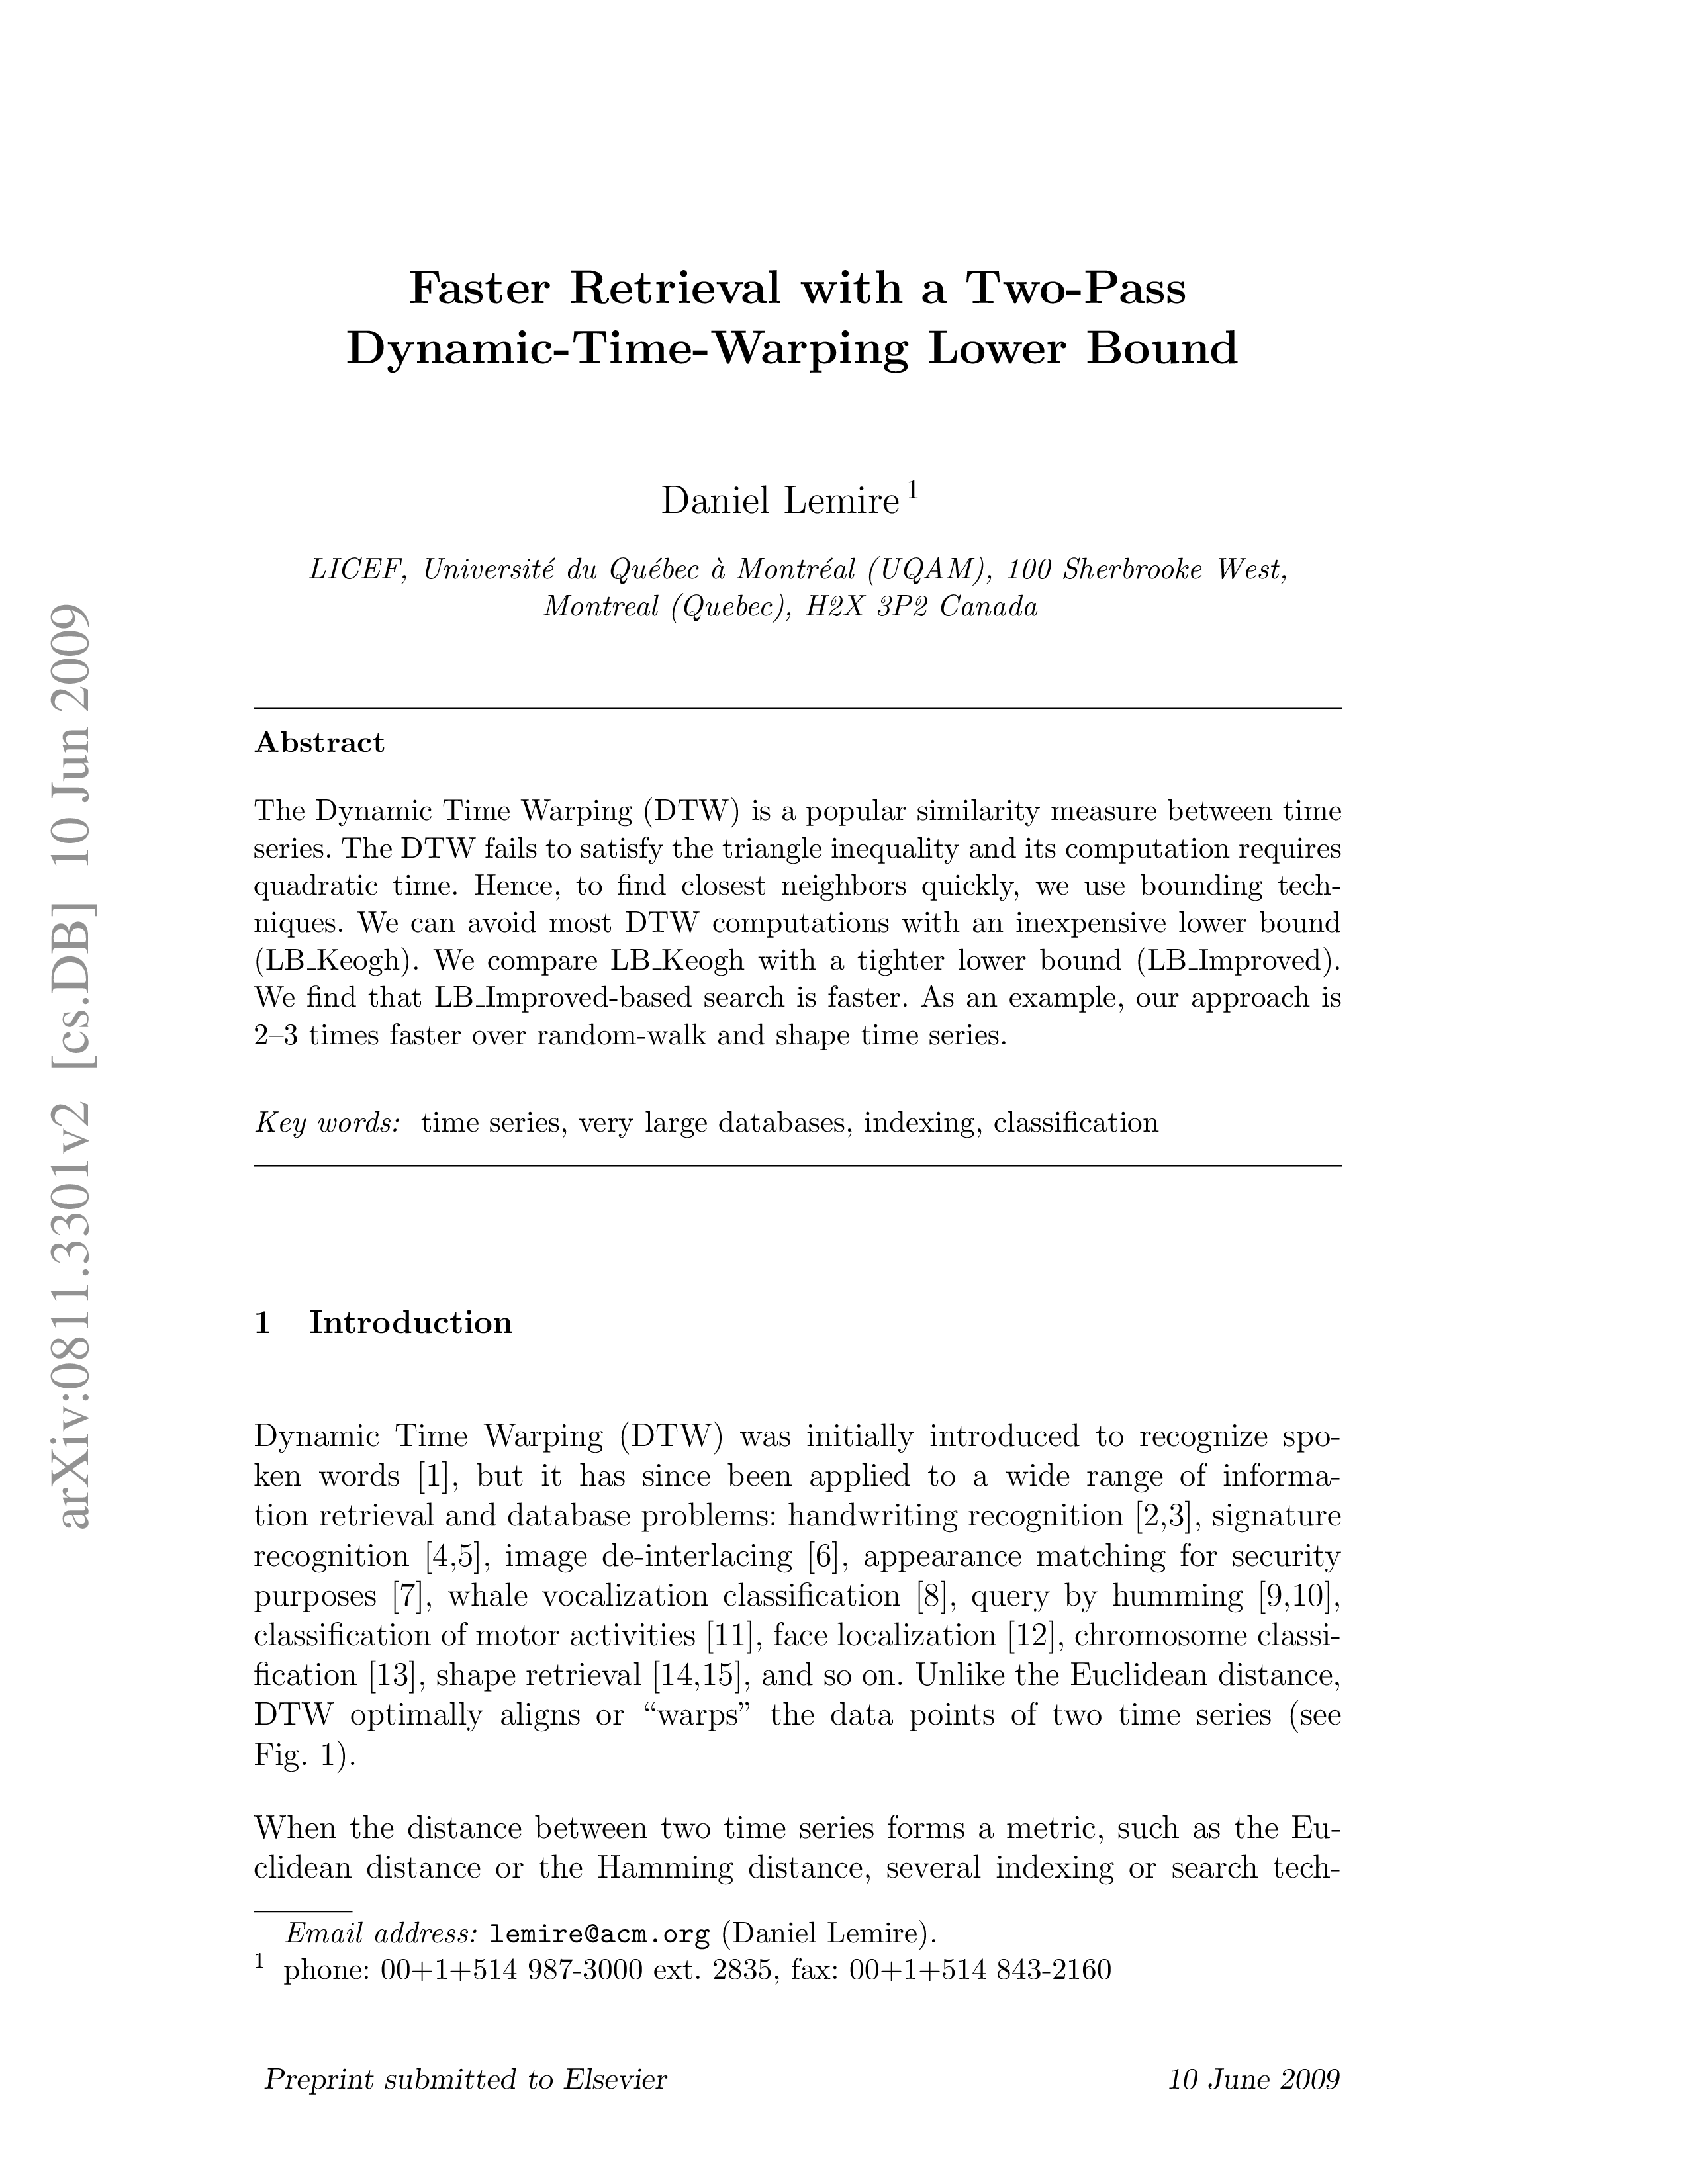 arXiv:0811.3301v2 [cs.DB] 10 Jun 2009
Faster Retrieval with a Two-Pass
Dynamic-Time-Warping Lower Bound
Daniel Lemire 1
LICEF, Université du Québec à Montréal (UQAM), 100 Sherbrooke West,
Montreal (Quebec), H2X 3P2 Canada
Abstract
The Dynamic Time Warping (DTW) is a popular similarity measure between time
series. The DTW fails to satisfy the triangle inequality and its computation requires
quadratic time. Hence, to find closest neighbors quickly, we use bounding tech-
niques. We can avoid most DTW computations with an inexpensive lower bound
(LB_Keogh). We compare LB_Keogh with a tighter lower bound (LB_Improved).
We find that LB_Improved-based search is faster. As an example, our approach is
2–3 times faster over random-walk and shape time series.
Key words: time series, very large databases, indexing, classification
1 Introduction
Dynamic Time Warping (DTW) was initially introduced to recognize spo-
ken words [1], but it has since been applied to a wide range of informa-
tion retrieval and database problems: handwriting recognition [2,3], signature
recognition [4,5], image de-interlacing [6], appearance matching for security
purposes [7], whale vocalization classification [8], query by humming [9,10],
classification of motor activities [11], face localization [12], chromosome classi-
fication [13], shape retrieval [14,15], and so on. Unlike the Euclidean distance,
DTW optimally aligns or “warps” the data points of two time series (see
Fig. 1).
When the distance between two time series forms a metric, such as the Eu-
clidean distance or the Hamming distance, several indexing or search tech-
Email address: lemire@acm.org (Daniel Lemire).
1 phone: 00+1+514 987-3000 ext. 2835, fax: 00+1+514 843-2160
Preprint submitted to Elsevier 10 June 2009